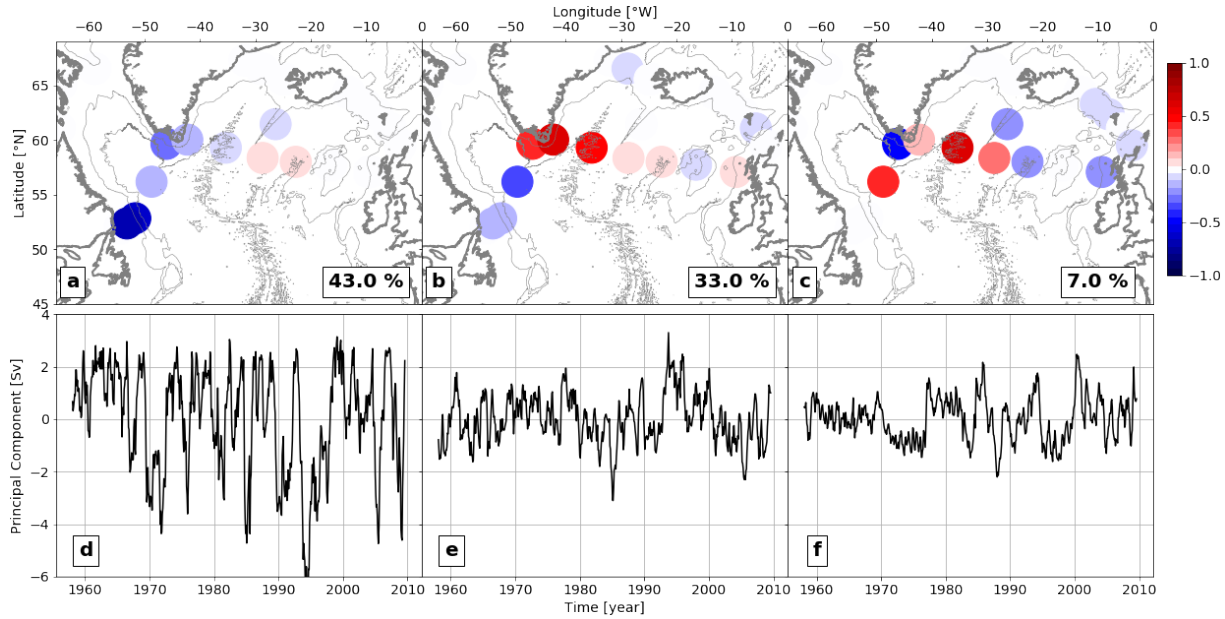 Longitude [°W]
−60 −50 −40 −30 −20 −10 0 −60 −50 −40 −30 −20 −10 0 −60 −50 −40 −30 −20 −10 0
Latitude [°N]
65
60
55
50
45
a
43.0 %
b
33.0 %
c
7.0 %
1.0
0.5
0.0
−0.5
−1.0
Principal Component [Sv]
4
2
0
−2
−4
−6
d
e
f
1960 1970 1980 1990 2000 2010 1960 1970 1980 1990 2000 2010 1960 1970 1980 1990 2000 2010
Time [year]